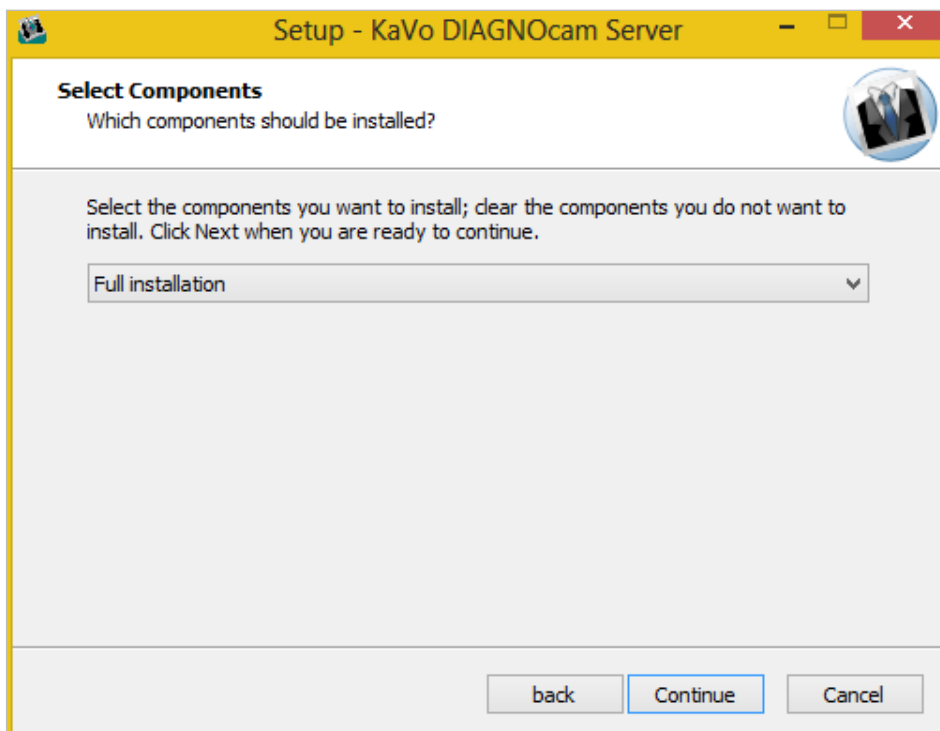 Setup - KaVo DIAGNOcam Server
Select Components
Which components should be installed?
Select the components you want to install; clear the components you do not want to
install. Click Next when you are ready to continue.
Full installation
back
Continue
Cancel